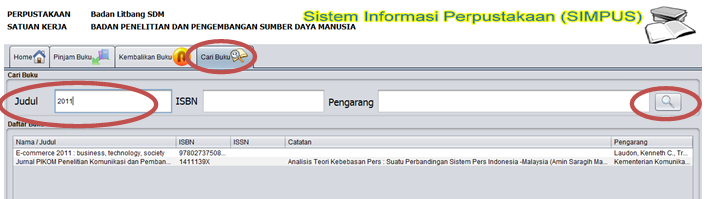 PERPUSTAKAAN Badan Litbang SDM
SATUAN KERJA BADAN PENELITIAN DAN PENGEMBANGAN SUMBER DAYA MANUSIA
Sistem Informasi Perpustakaan (SIMPUS)
Home Pinjam Buku Kembalikan Buku Cari Buku
Cari Buku
Judul 2011 ISBN Pengarang
Daftar Buku
Nama / Judul ISBN ISSN Catatan Pengarang
E-commerce 2011 : business, technology, society 97802737508... Laudon, Kenneth C., Tr...
Jurnal PIKOM Penelitian Komunikasi dan Pemban... 1411139X Analisis Teori Kebebasan Pers : Suatu Perbandingan Sistem Pers Indonesia -Malaysia (Amin Saragih Ma... Kementerian Komunika...